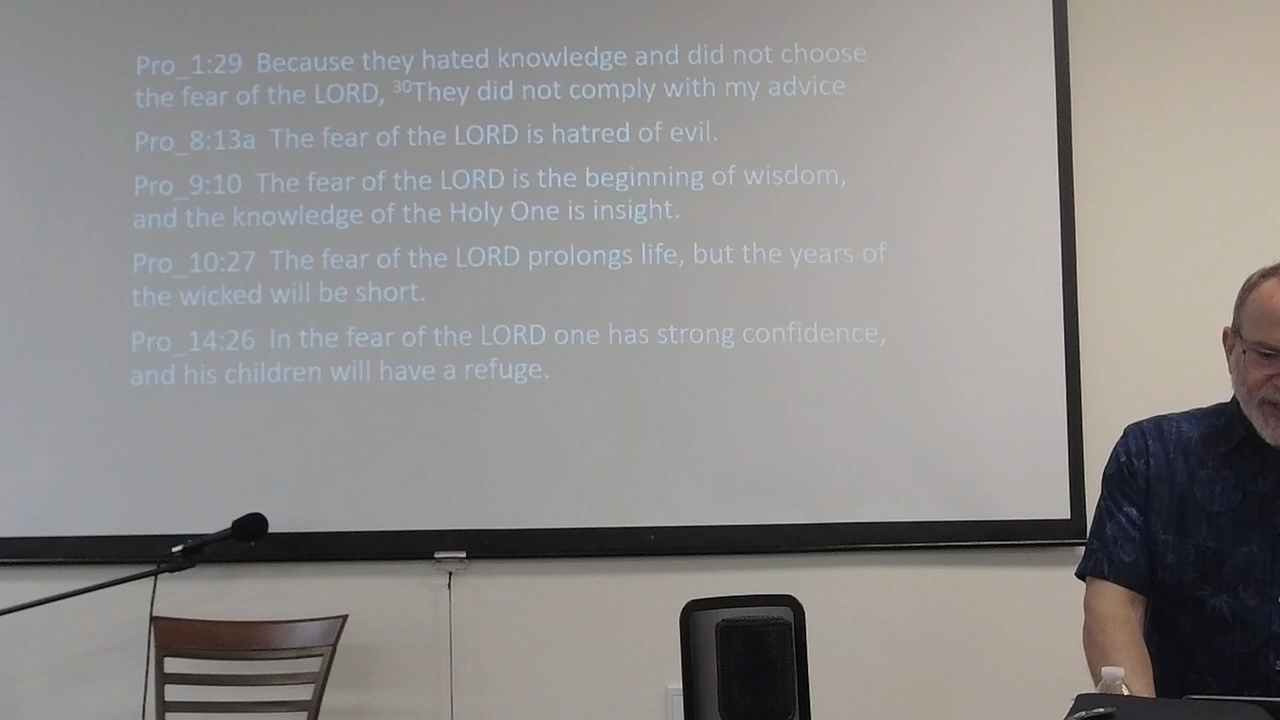 Pro_1:29 Because they hated knowledge and did not choose
the fear of the LORD, ³⁰They did not comply with my advice
Pro_8:13a The fear of the LORD is hatred of evil.
Pro_9:10 The fear of the LORD is the beginning of wisdom,
and the knowledge of the Holy One is insight.
Pro_10:27 The fear of the LORD prolongs life, but the years of
the wicked will be short.
Pro_14:26 In the fear of the LORD one has strong confidence,
and his children will have a refuge.